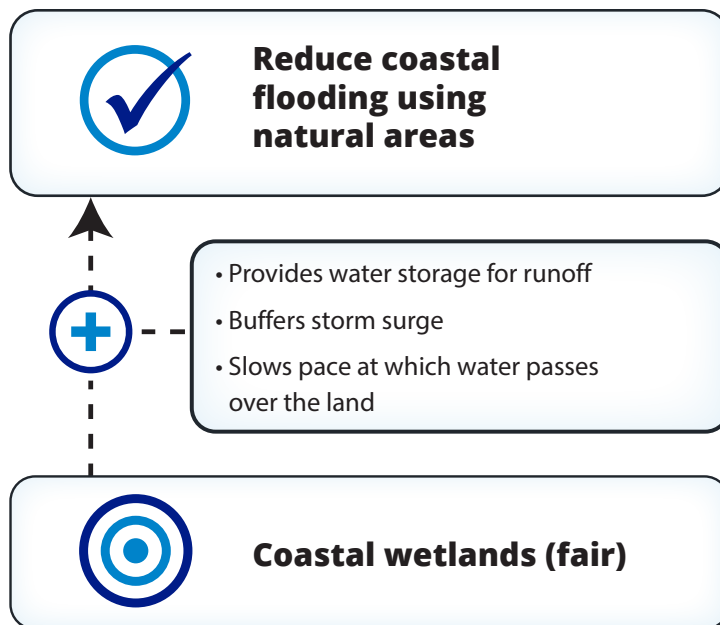 Reduce coastal
flooding using
natural areas
• Provides water storage for runoff
• Buffers storm surge
• Slows pace at which water passes
over the land
Coastal wetlands (fair)